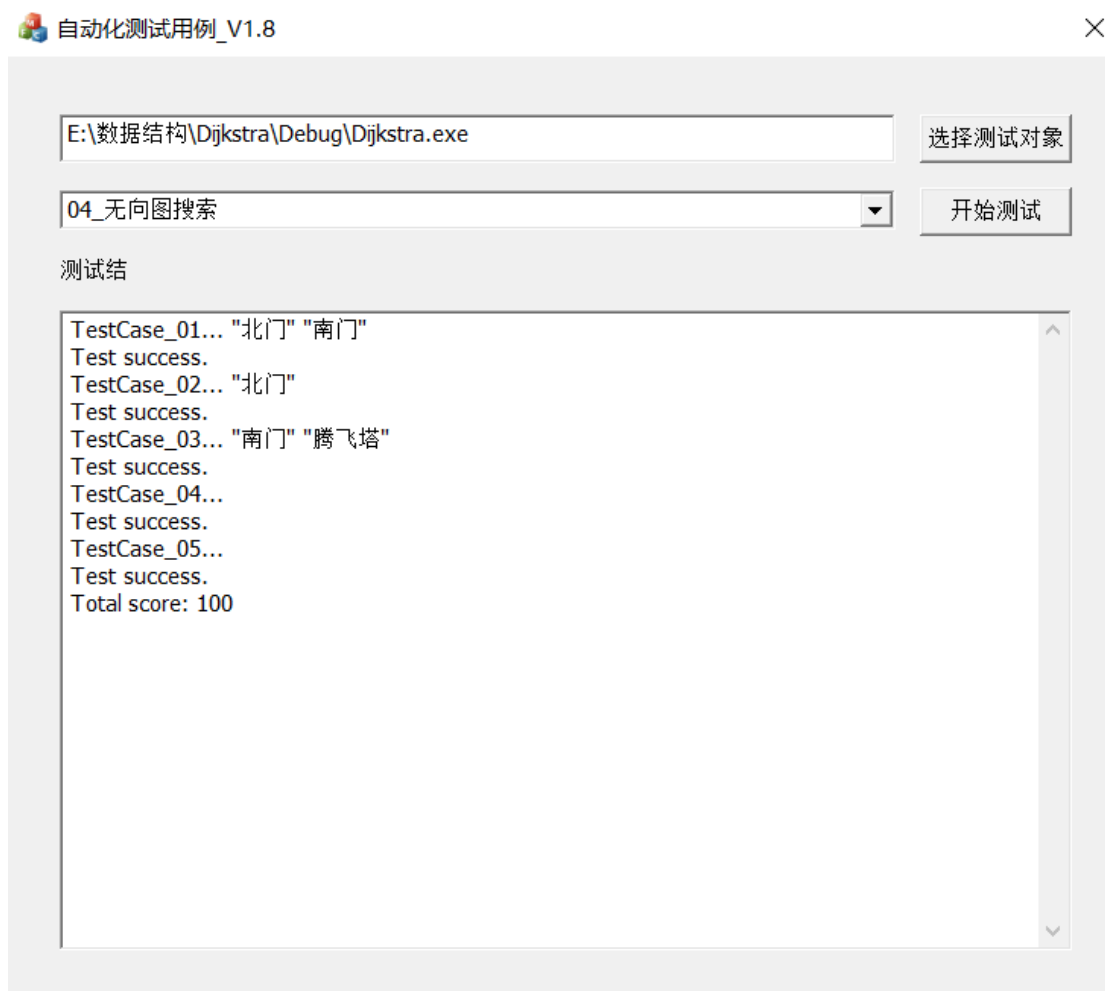 自动化测试用例_V1.8
E:\数据结构\Dijkstra\Debug\Dijkstra.exe
选择测试对象
04_无向图搜索
开始测试
测试结
TestCase_01... "北门" "南门"
Test success.
TestCase_02... "北门"
Test success.
TestCase_03... "南门" "腾飞塔"
Test success.
TestCase_04...
Test success.
TestCase_05...
Test success.
Total score: 100